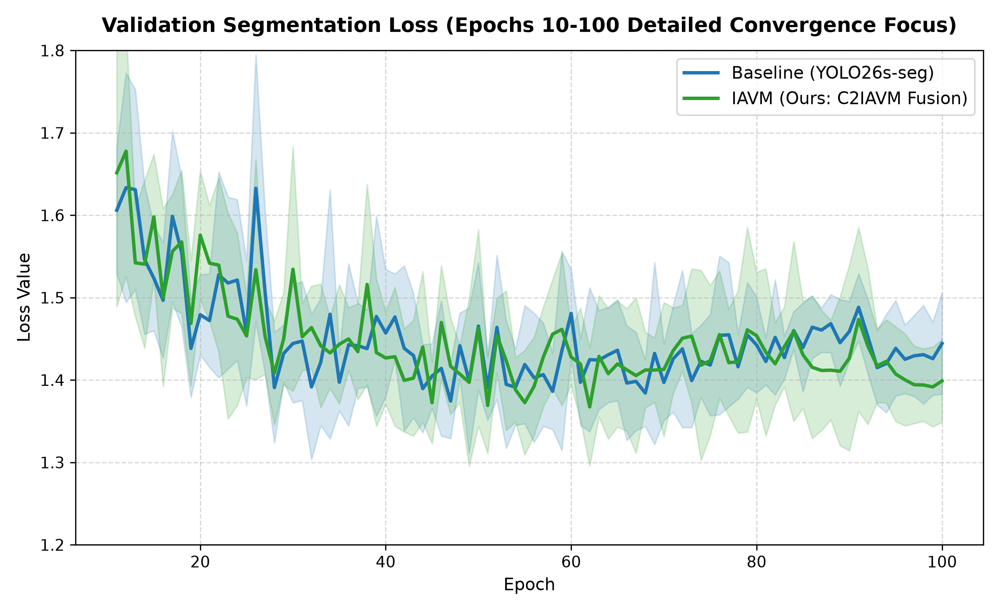 Validation Segmentation Loss (Epochs 10-100 Detailed Convergence Focus)
Baseline (YOLO26s-seg)
IAVM (Ours: C2IAVM Fusion)
Loss Value
1.8
1.7
1.6
1.5
1.4
1.3
1.2
20 40 60 80 100
Epoch